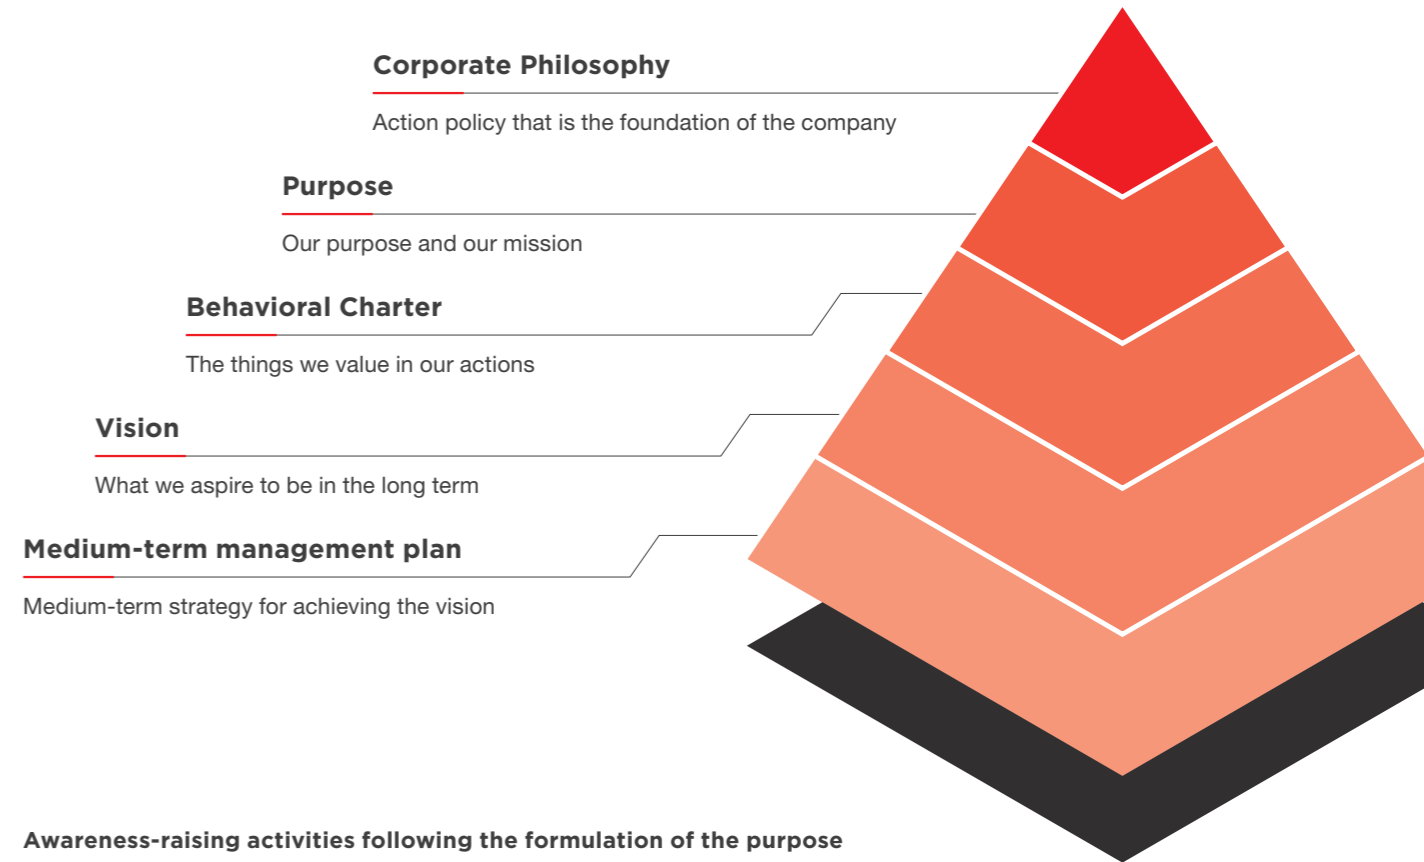 Corporate Philosophy
Action policy that is the foundation of the company
Purpose
Our purpose and our mission
Behavioral Charter
The things we value in our actions
Vision
What we aspire to be in the long term
Medium-term management plan
Medium-term strategy for achieving the vision
Awareness-raising activities following the formulation of the purpose